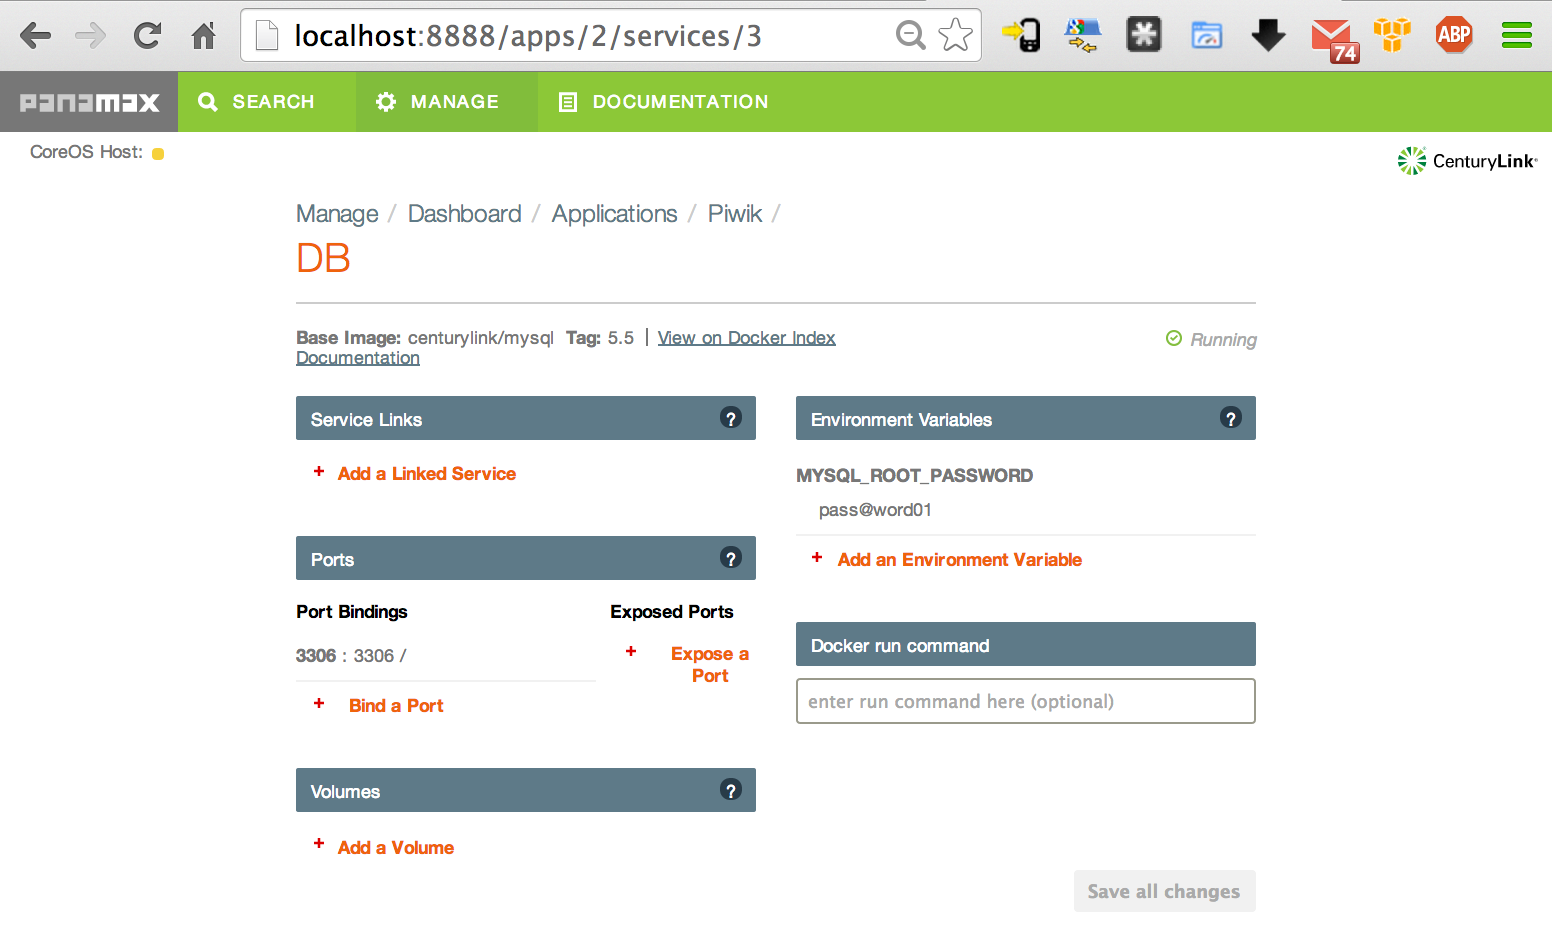 localhost:8888/apps/2/services/3
74
ABP
panamax
SEARCH
MANAGE
DOCUMENTATION
CoreOS Host:
CenturyLink
Manage / Dashboard / Applications / Piwik /
DB
Base Image: centurylink/mysql Tag: 5.5 | View on Docker Index
Documentation
Running
Service Links ?
Environment Variables ?
+ Add a Linked Service
MYSQL_ROOT_PASSWORD
pass@word01
+ Add an Environment Variable
Ports ?
Port Bindings
Exposed Ports
3306 : 3306 /
+ Expose a
Port
+ Bind a Port
Docker run command
enter run command here (optional)
Volumes ?
+ Add a Volume
Save all changes